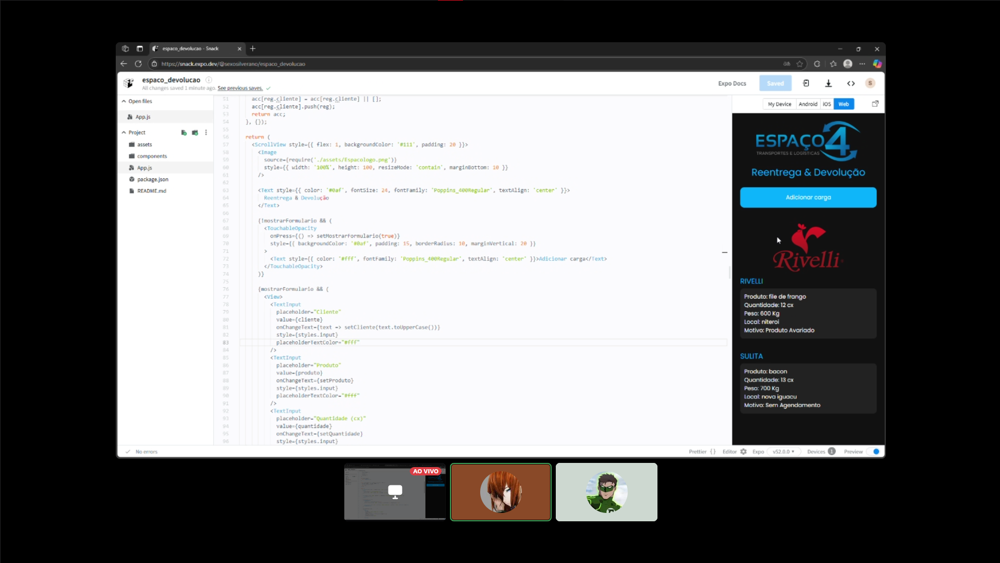 espaco_devolucao - Snack
https://snack.expo.dev/@sexosilverano/espaco_devolucao
espaco_devolucao
All changes saved 1 minute ago. See previous saves.
Expo Docs
Saved
S
Open files
App.js
Project
assets
components
App.js
package.json
README.md
51 acc[reg.cliente] = acc[reg.cliente] || [];
52 acc[reg.cliente].push(reg);
53 return acc;
54 }, {});
55
56 return (
57 <ScrollView style={{ flex: 1, backgroundColor: '#111', padding: 20 }}>
58 <Image
59 source={require('./assets/Espacologo.png')}
60 style={{ width: '100%', height: 100, resizeMode: 'contain', marginBottom: 10 }}
61 />
62
63 <Text style={{ color: '#0af', fontSize: 24, fontFamily: 'Poppins_400Regular', textAlign: 'center' }}>
64 Reentrega & Devolução
65 </Text>
66
67 {!mostrarFormulario && (
68 <TouchableOpacity
69 onPress={() => setMostrarFormulario(true)}
70 style={{ backgroundColor: '#0af', padding: 15, borderRadius: 10, marginVertical: 20 }}
71 >
72 <Text style={{ color: '#fff', fontFamily: 'Poppins_400Regular', textAlign: 'center' }}>Adicionar carga</Text>
73 </TouchableOpacity>
74 )}
75
76 {mostrarFormulario && (
77 <View>
78 <TextInput
79 placeholder="Cliente"
80 value={cliente}
81 onChangeText={text => setCliente(text.toUpperCase())}
82 style={styles.input}
83 placeholderTextColor="#fff"
84 />
85 <TextInput
86 placeholder="Produto"
87 value={produto}
88 onChangeText={setProduto}
89 style={styles.input}
90 placeholderTextColor="#fff"
91 />
92 <TextInput
93 placeholder="Quantidade (cx)"
94 value={quantidade}
95 onChangeText={setQuantidade}
96 style={styles.input}
My Device Android iOS Web
ESPAÇO 4
TRANSPORTES E LOGÍSTICAS
Reentrega & Devolução
Adicionar carga
Rivelli
RIVELLI
Produto: file de frango
Quantidade: 12 cx
Peso: 600 Kg
Local: niteroi
Motivo: Produto Avariado
SULITA
Produto: bacon
Quantidade: 13 cx
Peso: 700 Kg
Local: nova iguacu
Motivo: Sem Agendamento
No errors
Prettier {} Editor Expo v52.0.0 Devices 1 Preview
AO VIVO